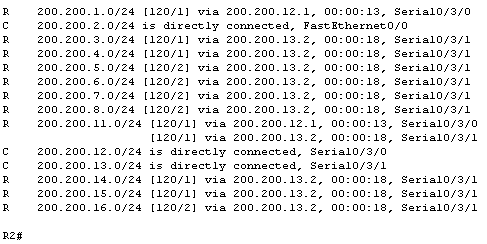 R 200.200.1.0/24 [120/1] via 200.200.12.1, 00:00:13, Serial0/3/0
C 200.200.2.0/24 is directly connected, FastEthernet0/0
R 200.200.3.0/24 [120/1] via 200.200.13.2, 00:00:18, Serial0/3/1
R 200.200.4.0/24 [120/1] via 200.200.13.2, 00:00:18, Serial0/3/1
R 200.200.5.0/24 [120/2] via 200.200.13.2, 00:00:18, Serial0/3/1
R 200.200.6.0/24 [120/2] via 200.200.13.2, 00:00:18, Serial0/3/1
R 200.200.7.0/24 [120/2] via 200.200.13.2, 00:00:18, Serial0/3/1
R 200.200.8.0/24 [120/2] via 200.200.13.2, 00:00:18, Serial0/3/1
R 200.200.11.0/24 [120/1] via 200.200.12.1, 00:00:13, Serial0/3/0
[120/1] via 200.200.13.2, 00:00:18, Serial0/3/1
C 200.200.12.0/24 is directly connected, Serial0/3/0
C 200.200.13.0/24 is directly connected, Serial0/3/1
R 200.200.14.0/24 [120/1] via 200.200.13.2, 00:00:18, Serial0/3/1
R 200.200.15.0/24 [120/1] via 200.200.13.2, 00:00:18, Serial0/3/1
R 200.200.16.0/24 [120/2] via 200.200.13.2, 00:00:18, Serial0/3/1
R2#